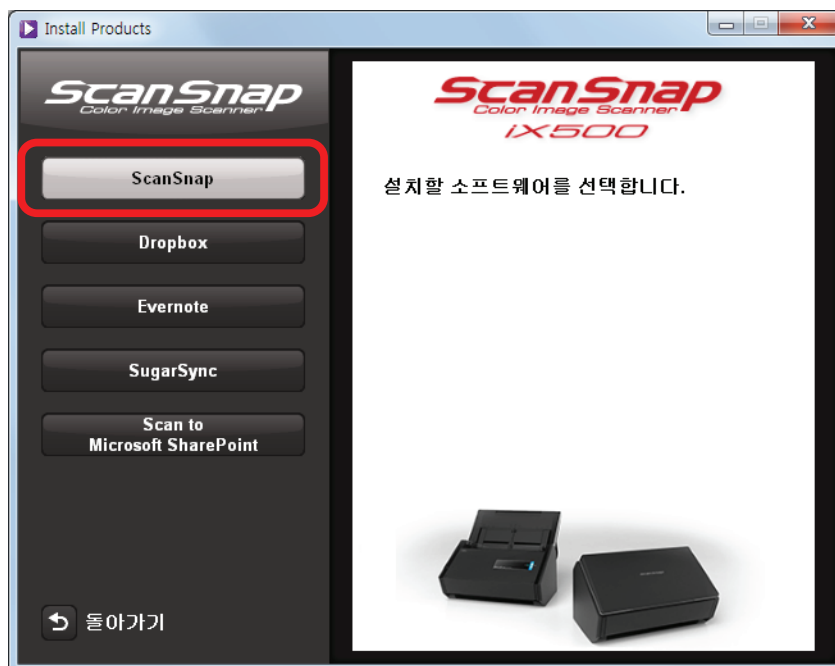 Install Products
ScanSnap
Color Image Scanner
ScanSnap
Dropbox
Evernote
SugarSync
Scan to
Microsoft SharePoint
돌아가기
ScanSnap
Color Image Scanner
iX500
설치할 소프트웨어를 선택합니다.